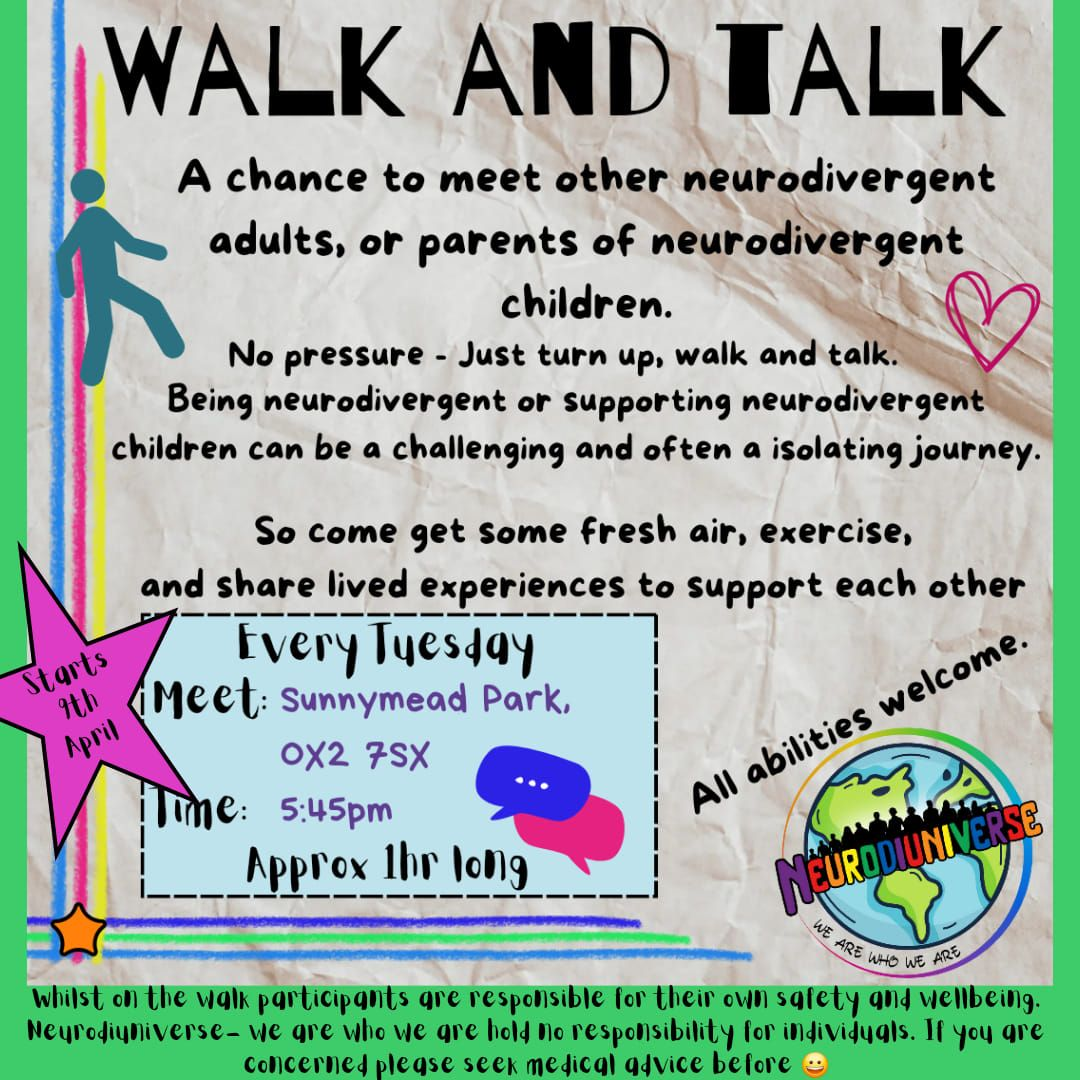 WALK AND TALK
A chance to meet other neurodivergent
adults, or parents of neurodivergent
children.
No pressure - Just turn up, walk and talk.
Being neurodivergent or supporting neurodivergent
children can be a challenging and often a isolating journey.
So come get some fresh air, exercise,
and share lived experiences to support each other
Starts
9th
April
Every Tuesday
Meet: Sunnymead Park,
OX2 7SX
Time: 5:45pm
Approx 1hr long
All abilities welcome.
NEURODIUNIVERSE
WE ARE WHO WE ARE
Whilst on the walk participants are responsible for their own safety and wellbeing.
Neurodiuniverse- we are who we are hold no responsibility for individuals. If you are
concerned please seek medical advice before 😀